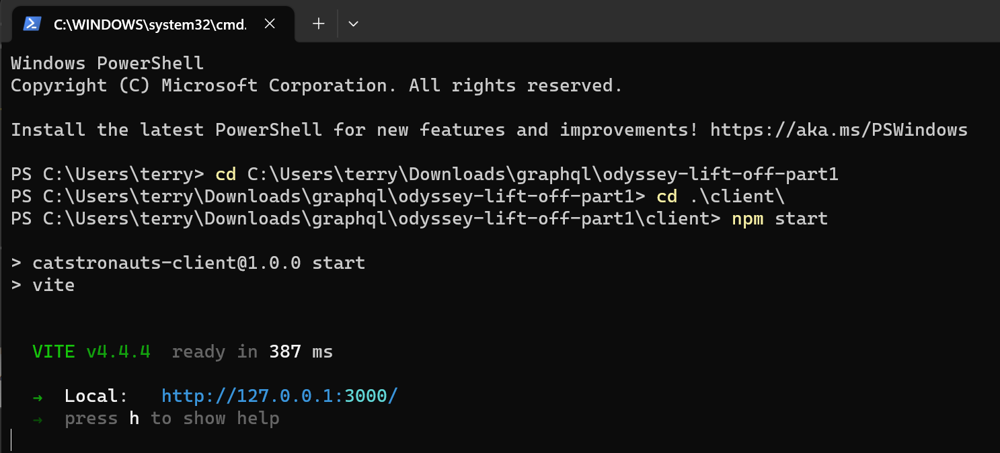 C:\WINDOWS\system32\cmd.
Windows PowerShell
Copyright (C) Microsoft Corporation. All rights reserved.
Install the latest PowerShell for new features and improvements! https://aka.ms/PSWindows
PS C:\Users\terry> cd C:\Users\terry\Downloads\graphql\odyssey-lift-off-part1
PS C:\Users\terry\Downloads\graphql\odyssey-lift-off-part1> cd .\client\
PS C:\Users\terry\Downloads\graphql\odyssey-lift-off-part1\client> npm start
> catstronauts-client@1.0.0 start
> vite
VITE v4.4.4  ready in 387 ms
➜  Local:   http://127.0.0.1:3000/
➜  press h to show help